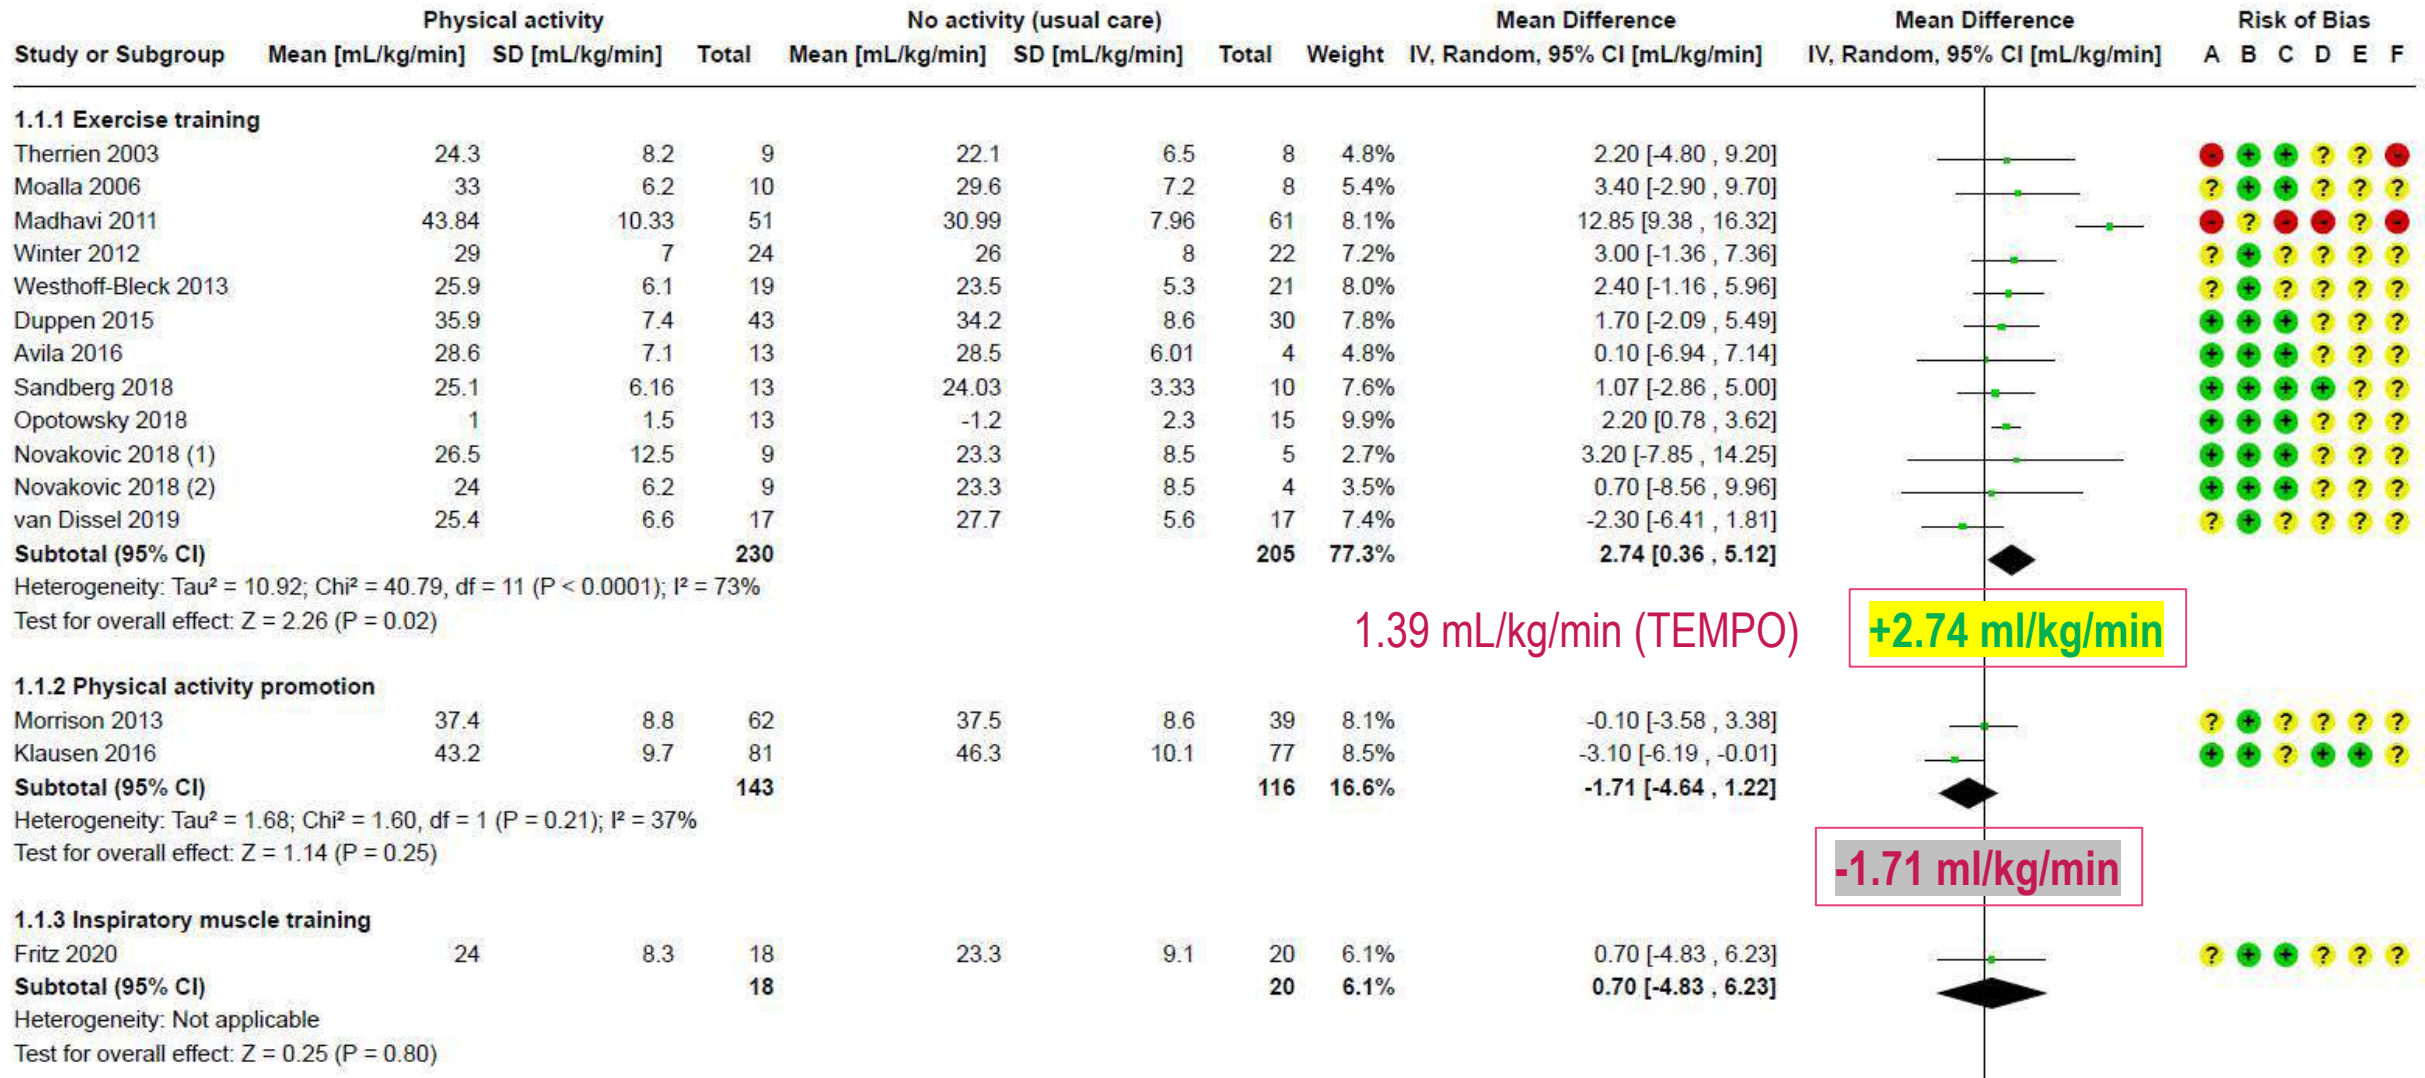 Physical activity No activity (usual care) Mean Difference Mean Difference Risk of Bias
Study or Subgroup Mean [mL/kg/min] SD [mL/kg/min] Total Mean [mL/kg/min] SD [mL/kg/min] Total Weight IV, Random, 95% CI [mL/kg/min] IV, Random, 95% CI [mL/kg/min] A B C D E F
1.1.1 Exercise training
Therrien 2003 24.3 8.2 9 22.1 6.5 8 4.8% 2.20 [-4.80 , 9.20] - + + ? ? -
Moalla 2006 33 6.2 10 29.6 7.2 8 5.4% 3.40 [-2.90 , 9.70] ? + + ? ? ?
Madhavi 2011 43.84 10.33 51 30.99 7.96 61 8.1% 12.85 [9.38 , 16.32] - ? - - ? -
Winter 2012 29 7 24 26 8 22 7.2% 3.00 [-1.36 , 7.36] ? + ? ? ? ?
Westhoff-Bleck 2013 25.9 6.1 19 23.5 5.3 21 8.0% 2.40 [-1.16 , 5.96] ? + ? ? ? ?
Duppen 2015 35.9 7.4 43 34.2 8.6 30 7.8% 1.70 [-2.09 , 5.49] + + + ? ? ?
Avila 2016 28.6 7.1 13 28.5 6.01 4 4.8% 0.10 [-6.94 , 7.14] + + + ? ? ?
Sandberg 2018 25.1 6.16 13 24.03 3.33 10 7.6% 1.07 [-2.86 , 5.00] + + + + ? ?
Opotowsky 2018 1 1.5 13 -1.2 2.3 15 9.9% 2.20 [0.78 , 3.62] + + + ? ? ?
Novakovic 2018 (1) 26.5 12.5 9 23.3 8.5 5 2.7% 3.20 [-7.85 , 14.25] + + + ? ? ?
Novakovic 2018 (2) 24 6.2 9 23.3 8.5 4 3.5% 0.70 [-8.56 , 9.96] + + + ? ? ?
van Dissel 2019 25.4 6.6 17 27.7 5.6 17 7.4% -2.30 [-6.41 , 1.81] ? + ? ? ? ?
Subtotal (95% CI) 230 205 77.3% 2.74 [0.36 , 5.12]
Heterogeneity: Tau² = 10.92; Chi² = 40.79, df = 11 (P < 0.0001); I² = 73%
Test for overall effect: Z = 2.26 (P = 0.02)
1.39 mL/kg/min (TEMPO) +2.74 ml/kg/min
1.1.2 Physical activity promotion
Morrison 2013 37.4 8.8 62 37.5 8.6 39 8.1% -0.10 [-3.58 , 3.38] ? + ? ? ? ?
Klausen 2016 43.2 9.7 81 46.3 10.1 77 8.5% -3.10 [-6.19 , -0.01] + + ? + + ?
Subtotal (95% CI) 143 116 16.6% -1.71 [-4.64 , 1.22]
Heterogeneity: Tau² = 1.68; Chi² = 1.60, df = 1 (P = 0.21); I² = 37%
Test for overall effect: Z = 1.14 (P = 0.25)
-1.71 ml/kg/min
1.1.3 Inspiratory muscle training
Fritz 2020 24 8.3 18 23.3 9.1 20 6.1% 0.70 [-4.83 , 6.23] ? + + ? ? ?
Subtotal (95% CI) 18 20 6.1% 0.70 [-4.83 , 6.23]
Heterogeneity: Not applicable
Test for overall effect: Z = 0.25 (P = 0.80)